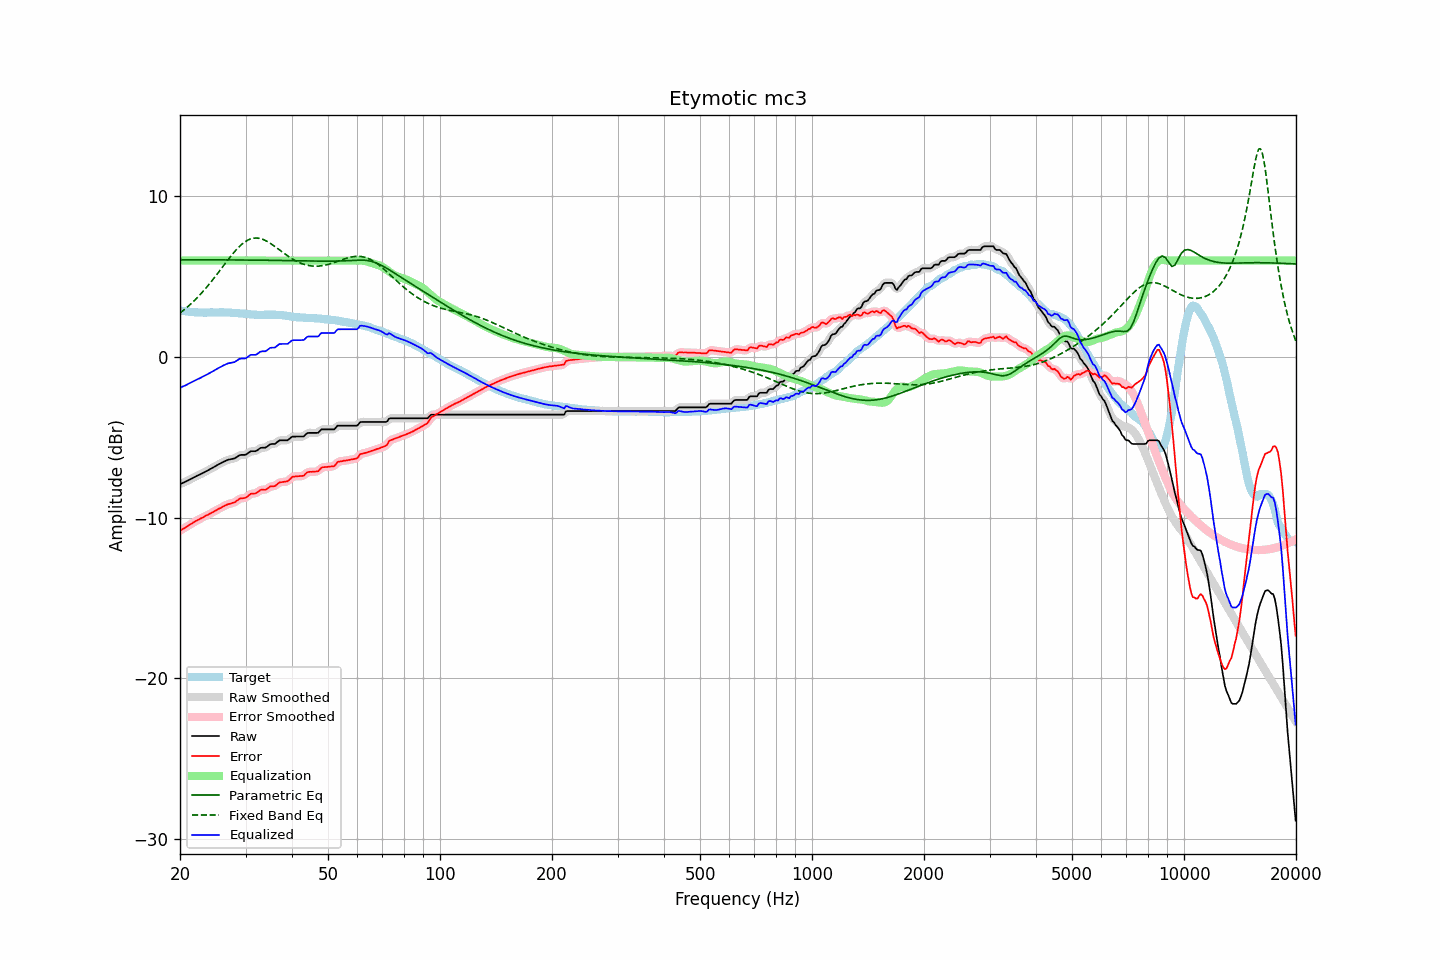 Etymotic mc3
Amplitude (dBr)
10
0
−10
−20
−30
Target
Raw Smoothed
Error Smoothed
Raw
Error
Equalization
Parametric Eq
Fixed Band Eq
Equalized
20 50 100 200 500 1000 2000 5000 10000 20000
Frequency (Hz)